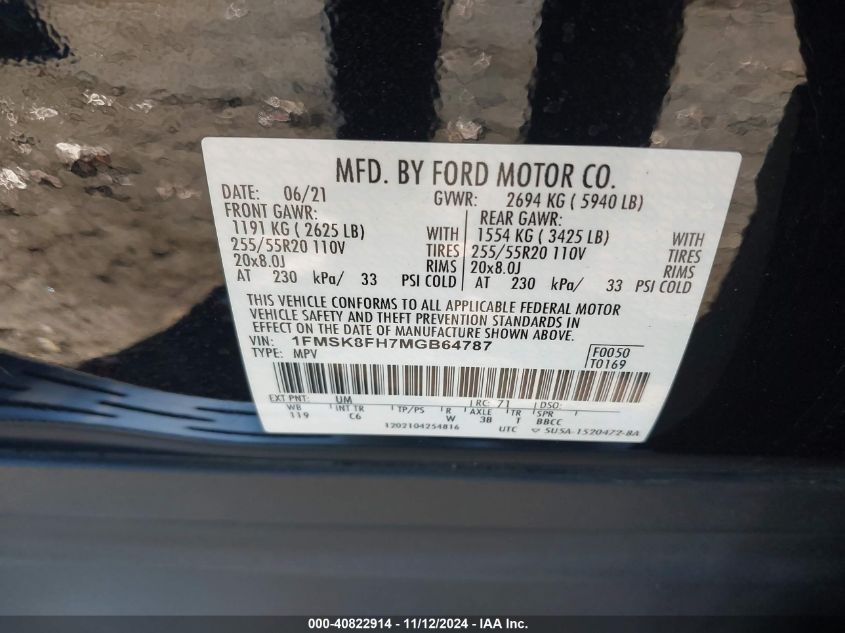 MFD. BY FORD MOTOR CO.
DATE: 06/21 GVWR: 2694 KG ( 5940 LB)
FRONT GAWR: REAR GAWR:
1191 KG ( 2625 LB) WITH 1554 KG ( 3425 LB) WITH
255/55R20 110V TIRES 255/55R20 110V TIRES
20x8.0J RIMS 20x8.0J RIMS
AT 230 kPa/ 33 PSI COLD AT 230 kPa/ 33 PSI COLD
THIS VEHICLE CONFORMS TO ALL APPLICABLE FEDERAL MOTOR
VEHICLE SAFETY AND THEFT PREVENTION STANDARDS IN
EFFECT ON THE DATE OF MANUFACTURE SHOWN ABOVE.
VIN: 1FMSK8FH7MGB64787 F0050
TYPE: MPV T0169
EXT PNT: UM RC: 71 DSO:
WB INT TR TP/PS R AXLE TR SPR
119 C6 W 3B T BBCC
1202104254816 UTC 5U5A-1520472-BA
000-40822914 - 11/12/2024 - IAA Inc.